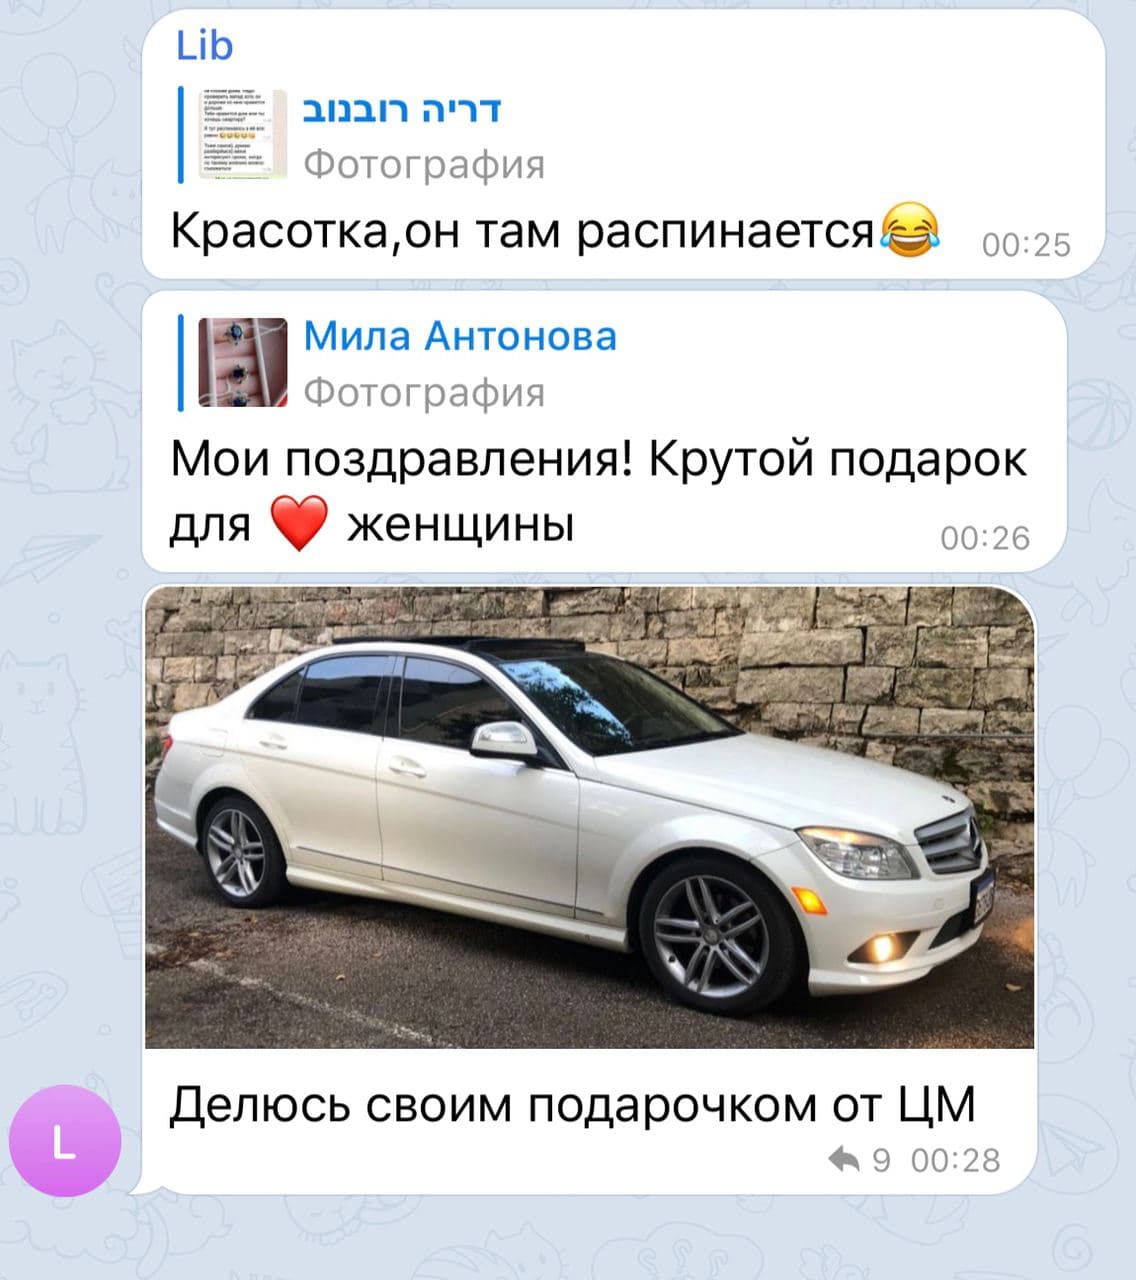 Lib
דריה רובנוב
Фотография
Красотка,он там распинается😂
00:25
Мила Антонова
Фотография
Мои поздравления! Крутой подарок
для ❤️ женщины
00:26
Делюсь своим подарочком от ЦМ
9 00:28
L